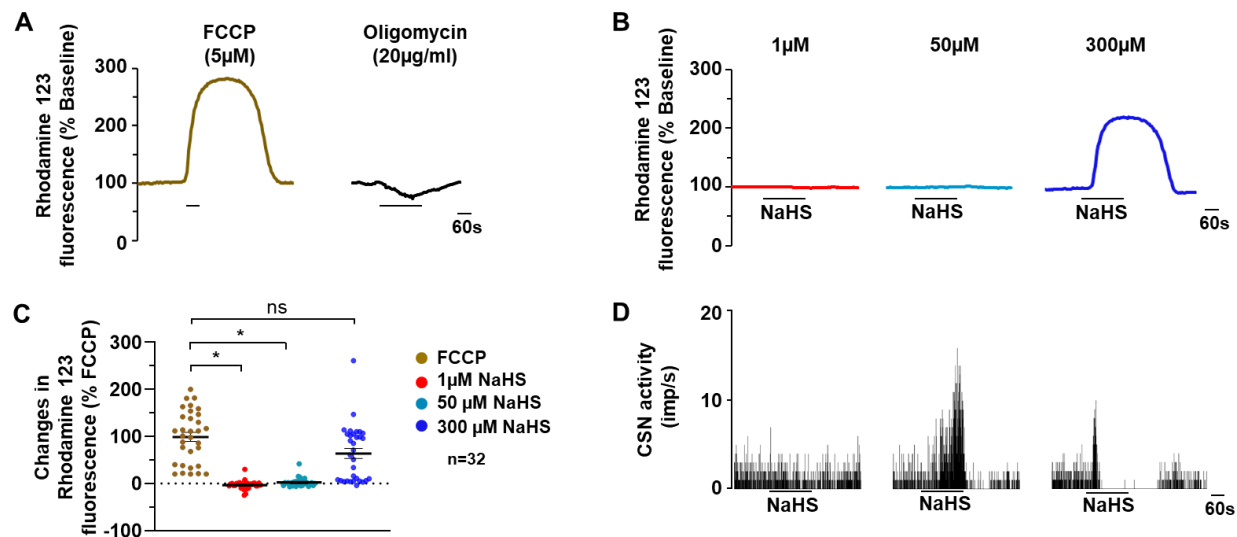 A
FCCP
(5µM)
Oligomycin
(20µg/ml)
Rhodamine 123
fluorescence (% Baseline)
300
200
100
0
60s
B
1µM
50µM
300µM
Rhodamine 123
fluorescence (% Baseline)
300
200
100
0
NaHS
NaHS
NaHS
60s
C
ns
*
*
Changes in
Rhodamine 123
fluorescence (% FCCP)
300
200
100
0
-100
FCCP
1µM NaHS
50 µM NaHS
300 µM NaHS
n=32
D
CSN activity
(imp/s)
20
10
0
NaHS
NaHS
NaHS
60s